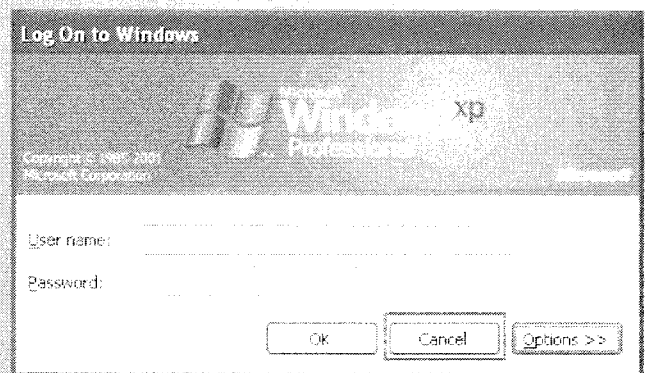 Log On to Windows
Microsoft
Windows xp
Professional
Copyright © 1985-2001
Microsoft Corporation
Microsoft
User name:
Password:
OK
Cancel
Options >>